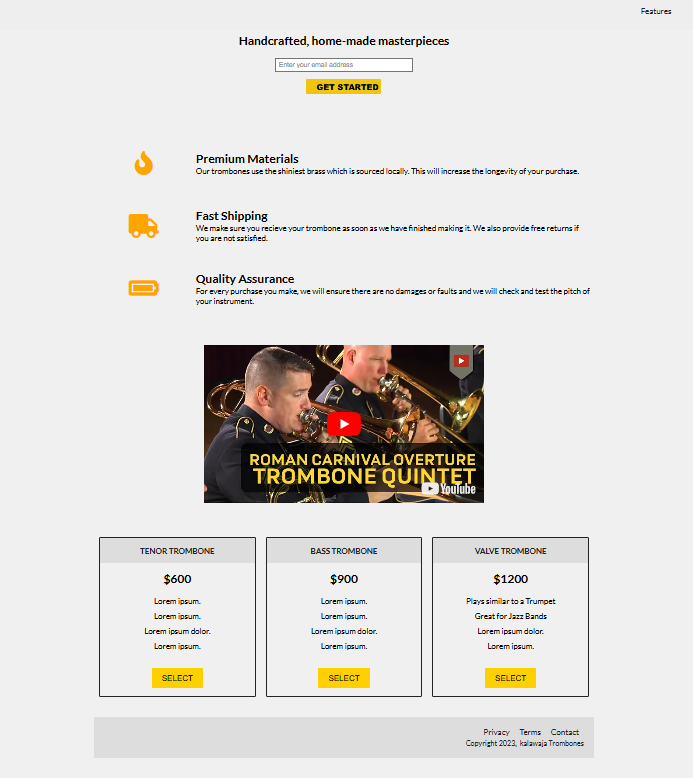 Features
Handcrafted, home-made masterpieces
Enter your email address
GET STARTED
Premium Materials
Our trombones use the shiniest brass which is sourced locally. This will increase the longevity of your purchase.
Fast Shipping
We make sure you recieve your trombone as soon as we have finished making it. We also provide free returns if
you are not satisfied.
Quality Assurance
For every purchase you make, we will ensure there are no damages or faults and we will check and test the pitch of
your instrument.
ROMAN CARNIVAL OVERTURE
TROMBONE QUINTET
YouTube
TENOR TROMBONE
$600
Lorem ipsum.
Lorem ipsum.
Lorem ipsum dolor.
Lorem ipsum.
SELECT
BASS TROMBONE
$900
Lorem ipsum.
Lorem ipsum.
Lorem ipsum dolor.
Lorem ipsum.
SELECT
VALVE TROMBONE
$1200
Plays similar to a Trumpet
Great for Jazz Bands
Lorem ipsum dolor.
Lorem ipsum.
SELECT
Privacy Terms Contact
Copyright 2023, kalawaja Trombones